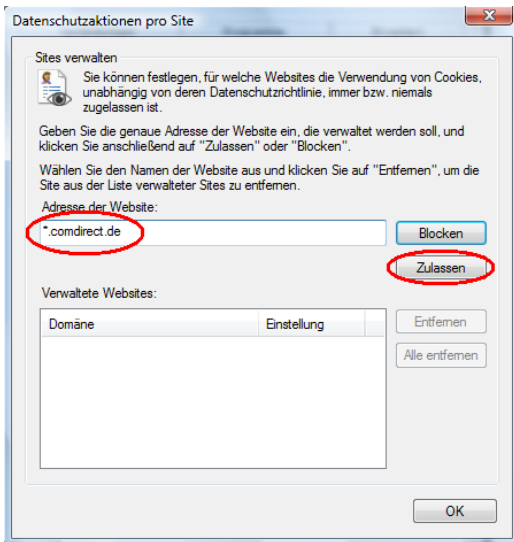 Datenschutzaktionen pro Site
Sites verwalten
Sie können festlegen, für welche Websites die Verwendung von Cookies,
unabhängig von deren Datenschutzrichtlinie, immer bzw. niemals
zugelassen ist.
Geben Sie die genaue Adresse der Website ein, die verwaltet werden soll, und
klicken Sie anschließend auf "Zulassen" oder "Blocken".
Wählen Sie den Namen der Website aus und klicken Sie auf "Entfernen", um die
Site aus der Liste verwalteter Sites zu entfernen.
Adresse der Website:
*.comdirect.de
Blocken
Zulassen
Verwaltete Websites:
Domäne Einstellung
Entfernen
Alle entfernen
OK